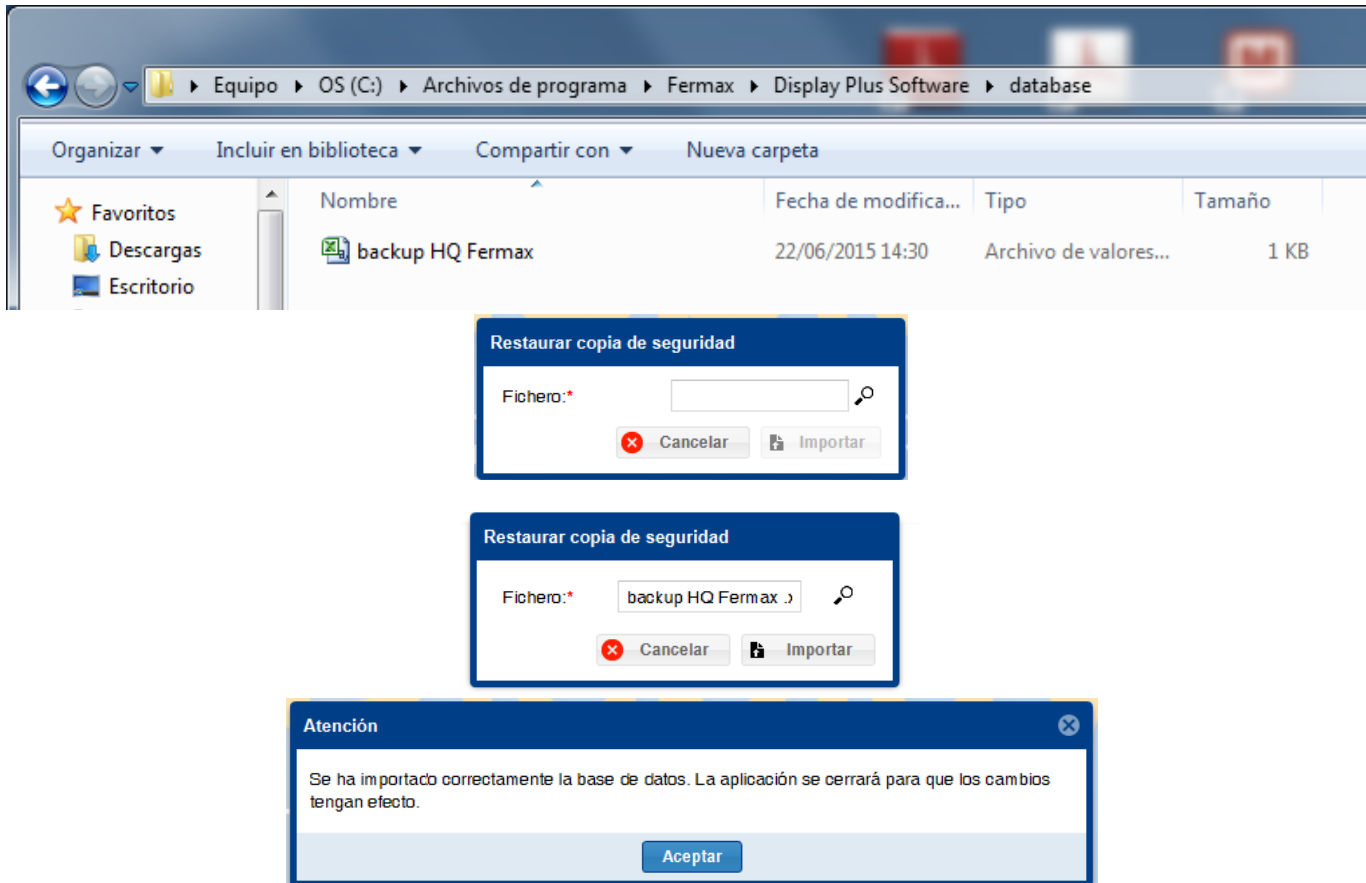 Equipo ▸ OS (C:) ▸ Archivos de programa ▸ Fermax ▸ Display Plus Software ▸ database
Organizar Incluir en biblioteca Compartir con Nueva carpeta
Favoritos
Descargas
Escritorio
Nombre Fecha de modifica... Tipo Tamaño
backup HQ Fermax 22/06/2015 14:30 Archivo de valores... 1 KB
Restaurar copia de seguridad
Fichero:*
Cancelar Importar
Restaurar copia de seguridad
Fichero:* backup HQ Fermax .
Cancelar Importar
Atención
Se ha importado correctamente la base de datos. La aplicación se cerrará para que los cambios
tengan efecto.
Aceptar